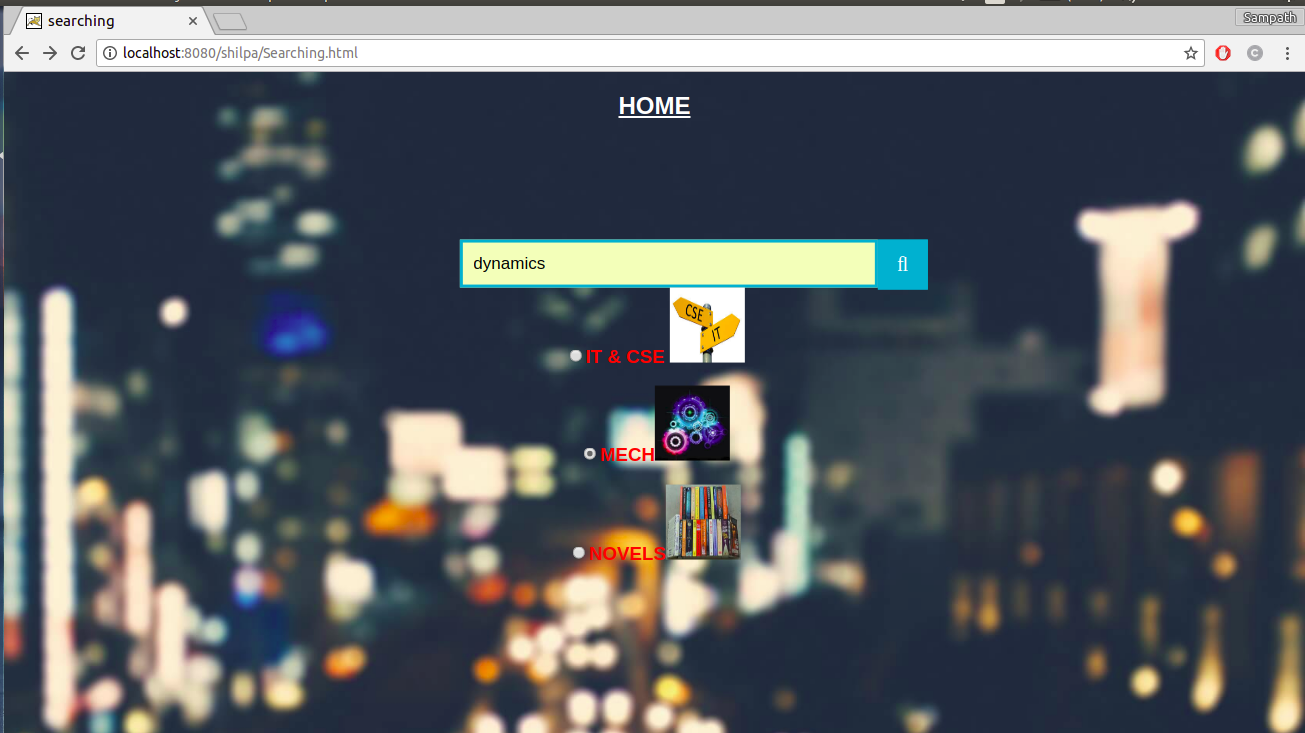 searching
Sampath
localhost:8080/shilpa/Searching.html
C
HOME
dynamics
ﬂ
CSE
IT
IT & CSE
MECH
NOVELS